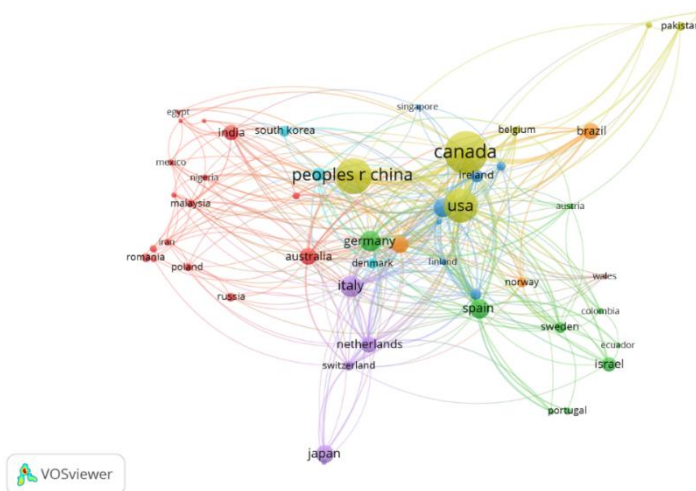 pakistan
singapore
egypt
india
south korea
belgium
brazil
canada
mexico
nigeria
peoples r china
ireland
malaysia
usa
austria
iran
romania
poland
australia
germany
denmark
finland
wales
russia
italy
norway
spain
colombia
sweden
netherlands
ecuador
switzerland
israel
portugal
japan
VOSviewer